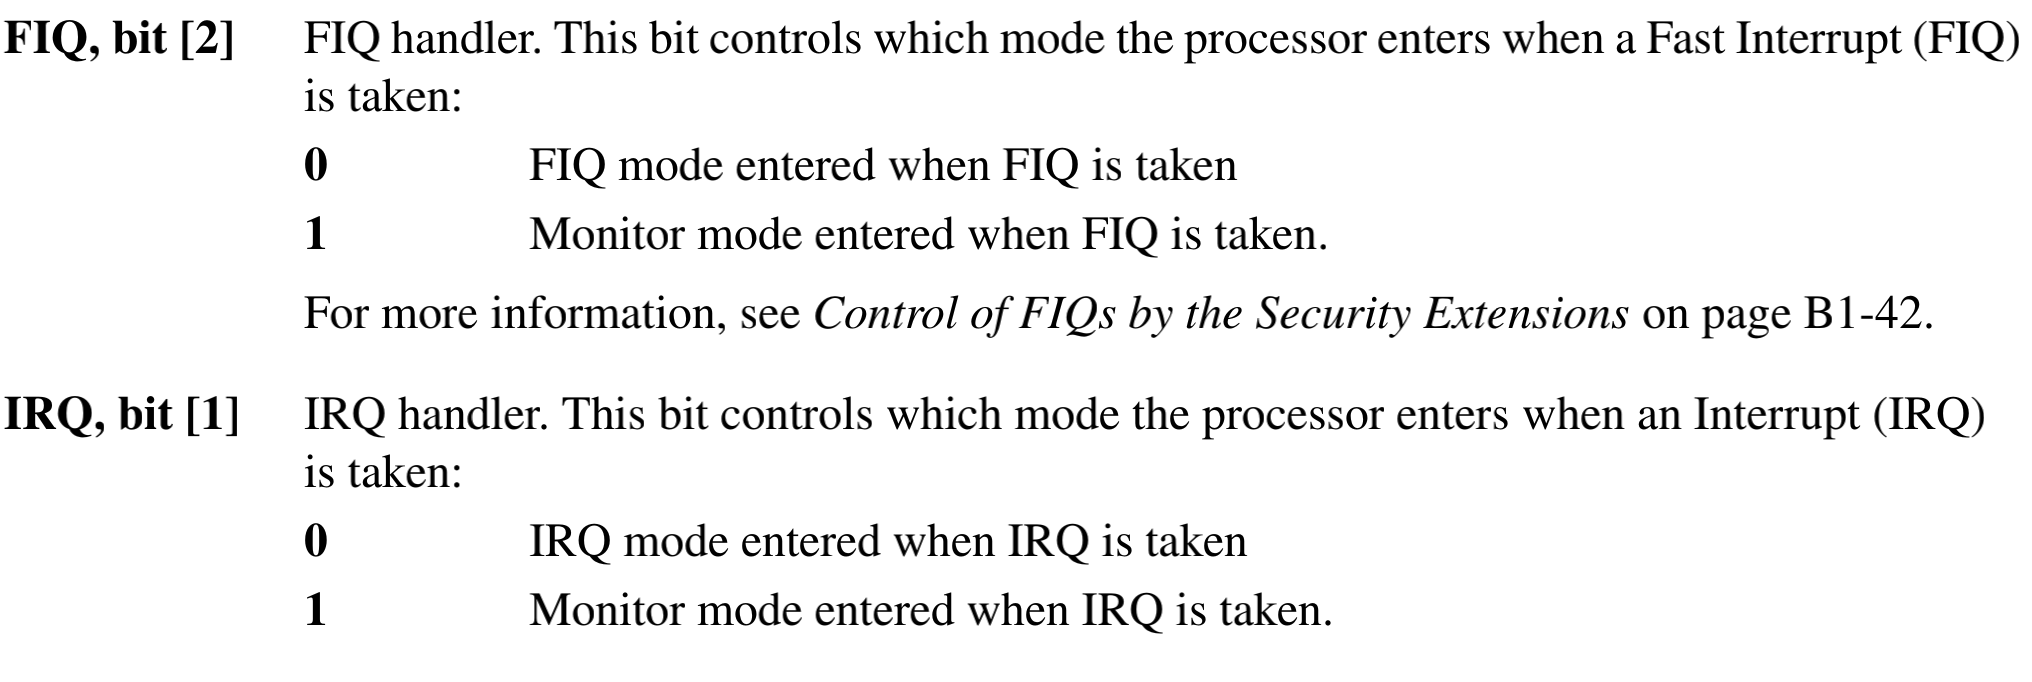 FIQ, bit [2] FIQ handler. This bit controls which mode the processor enters when a Fast Interrupt (FIQ)
is taken:
0 FIQ mode entered when FIQ is taken
1 Monitor mode entered when FIQ is taken.
For more information, see Control of FIQs by the Security Extensions on page B1-42.
IRQ, bit [1] IRQ handler. This bit controls which mode the processor enters when an Interrupt (IRQ)
is taken:
0 IRQ mode entered when IRQ is taken
1 Monitor mode entered when IRQ is taken.